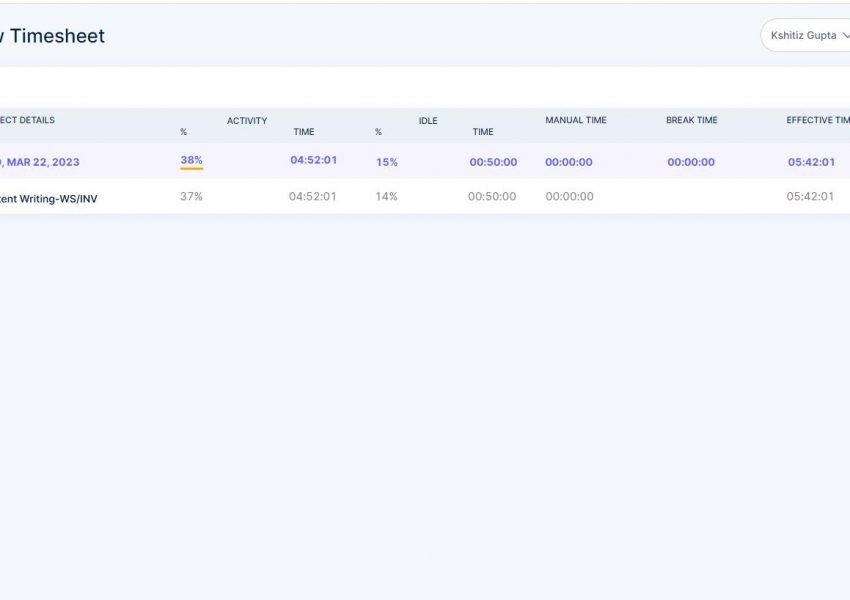 Timesheet
Kshitiz Gupta
ECT DETAILS
ACTIVITY
IDLE
MANUAL TIME
BREAK TIME
EFFECTIVE TIM
%
TIME
%
TIME
, MAR 22, 2023
38%
04:52:01
15%
00:50:00
00:00:00
00:00:00
05:42:01
tent Writing-WS/INV
37%
04:52:01
14%
00:50:00
00:00:00
05:42:01